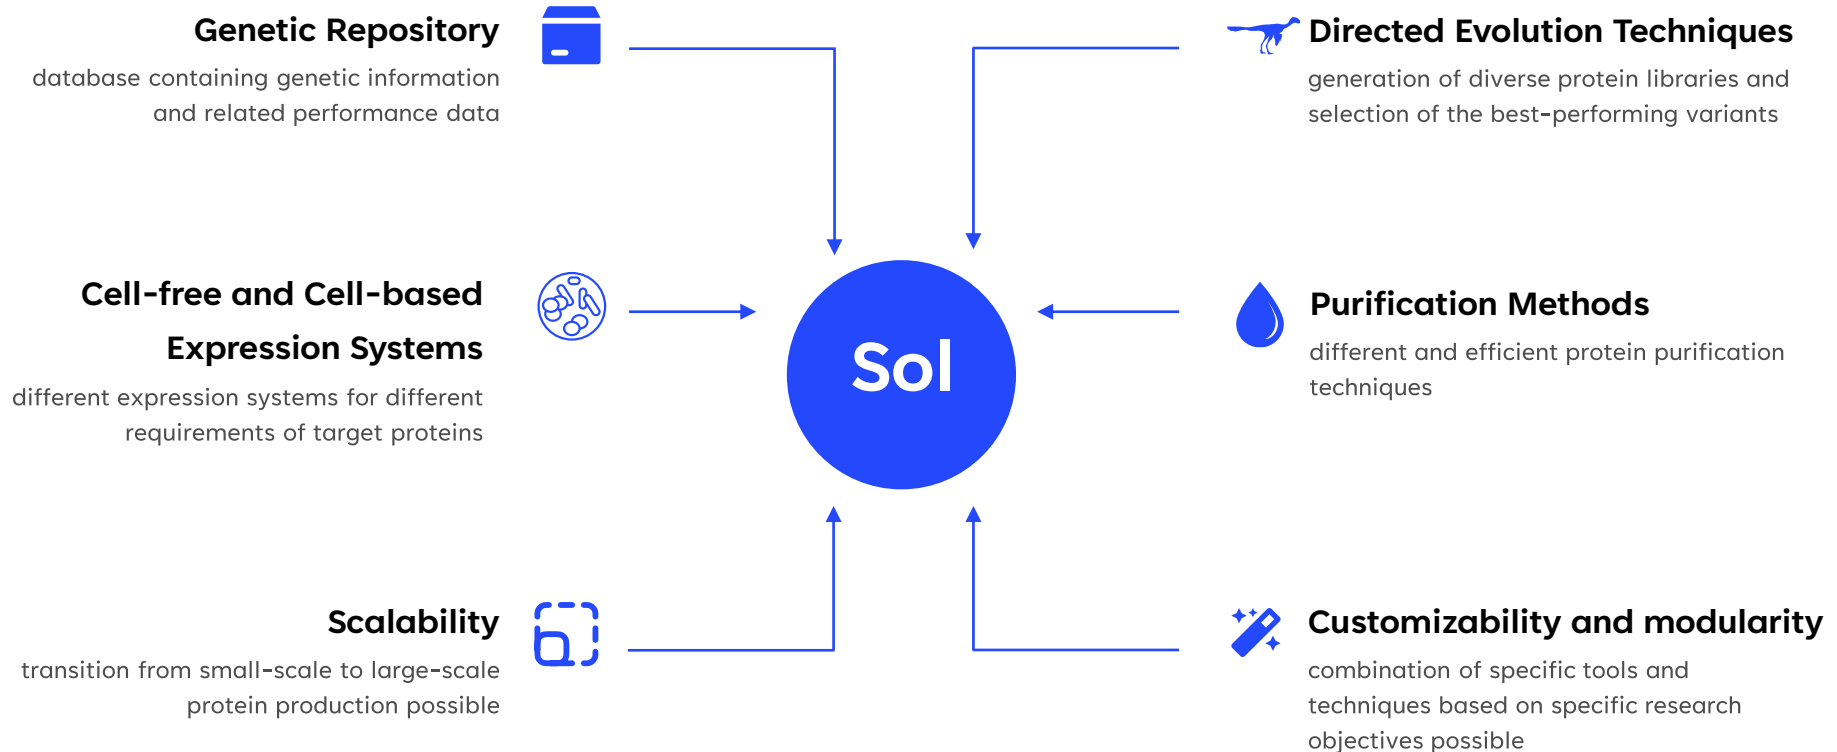 Genetic Repository
database containing genetic information
and related performance data
Directed Evolution Techniques
generation of diverse protein libraries and
selection of the best-performing variants
Cell-free and Cell-based
Expression Systems
different expression systems for different
requirements of target proteins
Sol
Purification Methods
different and efficient protein purification
techniques
Scalability
transition from small-scale to large-scale
protein production possible
Customizability and modularity
combination of specific tools and
techniques based on specific research
objectives possible